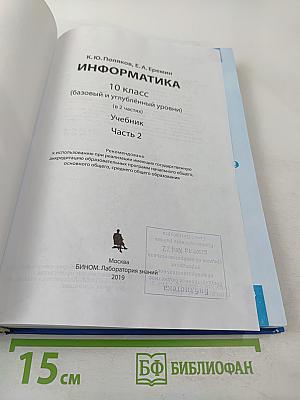 К. Ю. Поляков, Е. А. Еремин
ИНФОРМАТИКА
10 класс
(базовый и углублённый уровни)
(в 2 частях)
Учебник
Часть 2
Рекомендовано
к использованию при реализации имеющих государственную
аккредитацию образовательных программ начального общего,
основного общего, среднего общего образования
Москва
БИНОМ. Лаборатория знаний
2019
Библиотека
15 см
БФ БИБЛИОФАН